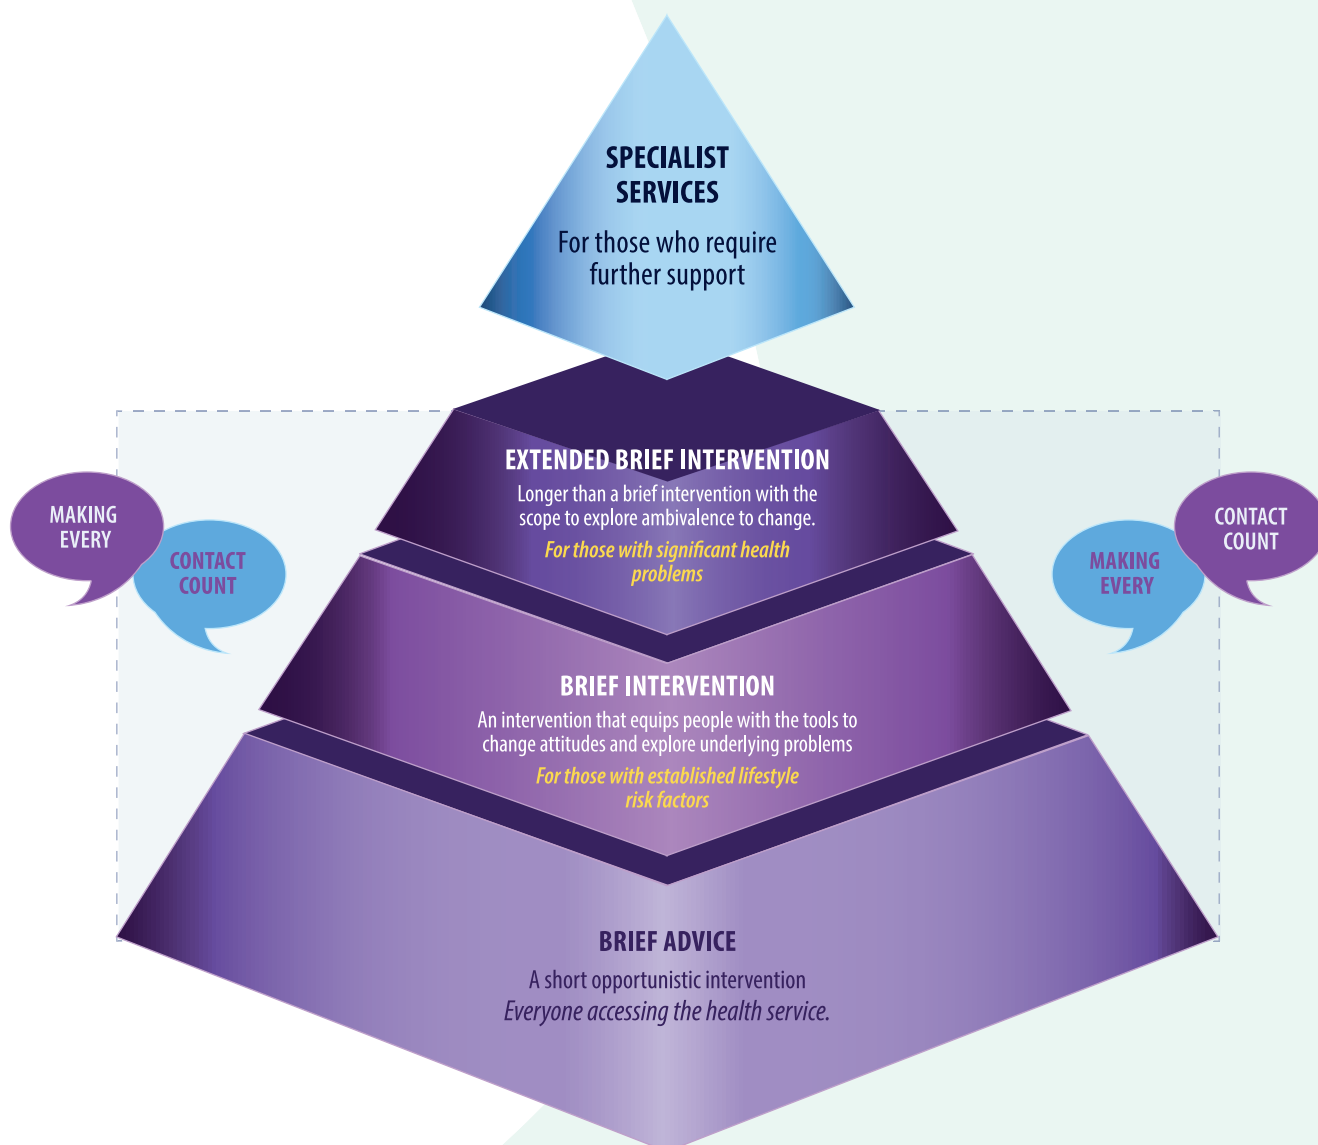 SPECIALIST
SERVICES
For those who require
further support
EXTENDED BRIEF INTERVENTION
Longer than a brief intervention with the
scope to explore ambivalence to change.
For those with significant health
problems
MAKING
EVERY
CONTACT
COUNT
MAKING
EVERY
CONTACT
COUNT
BRIEF INTERVENTION
An intervention that equips people with the tools to
change attitudes and explore underlying problems
For those with established lifestyle
risk factors
BRIEF ADVICE
A short opportunistic intervention
Everyone accessing the health service.